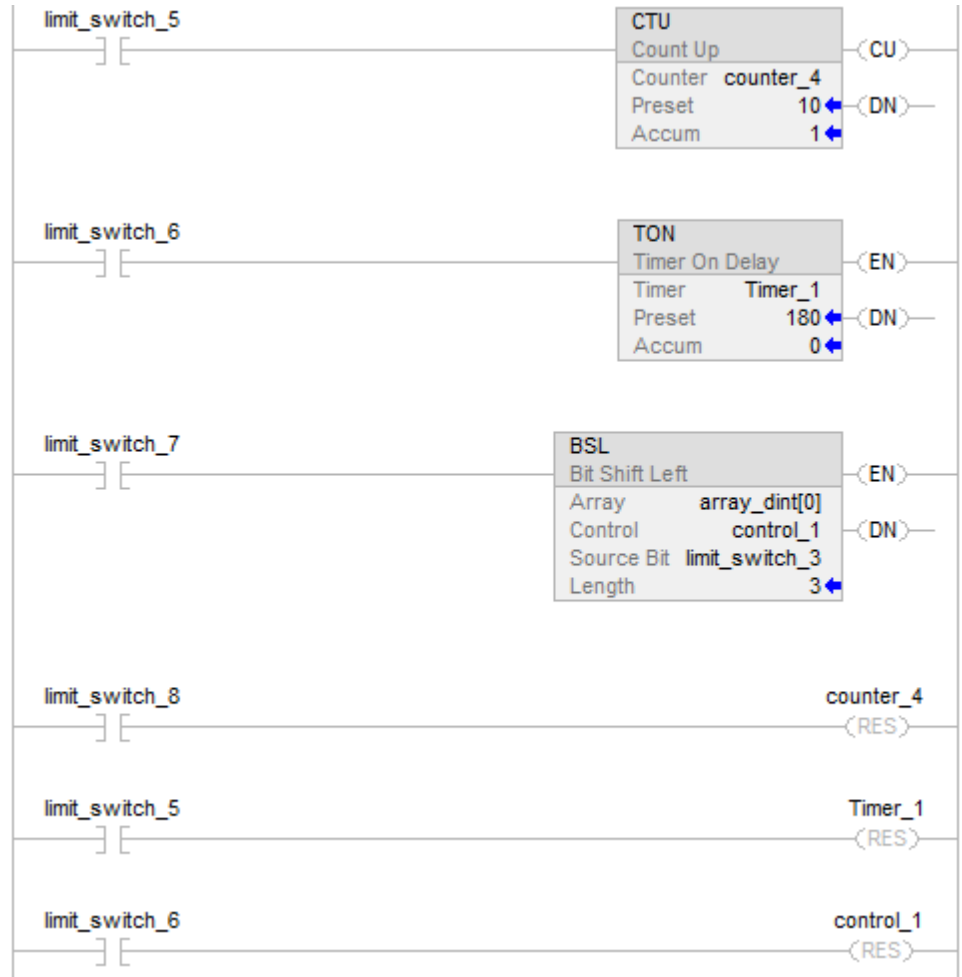 limit_switch_5
CTU
Count Up
CU
Counter counter_4
Preset 10 DN
Accum 1
limit_switch_6
TON
Timer On Delay
EN
Timer Timer_1
Preset 180 DN
Accum 0
limit_switch_7
BSL
Bit Shift Left
EN
Array array_dint[0]
Control control_1 DN
Source Bit limit_switch_3
Length 3
limit_switch_8
counter_4
RES
limit_switch_5
Timer_1
RES
limit_switch_6
control_1
RES